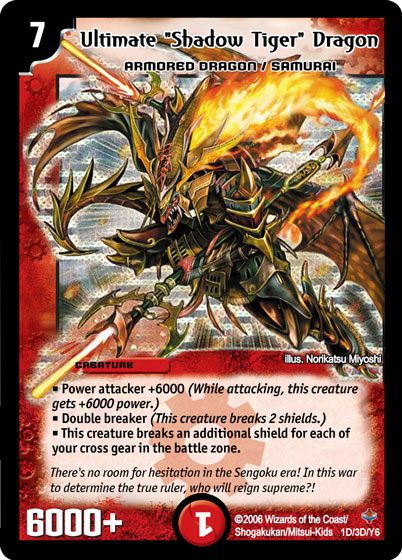 7
Ultimate "Shadow Tiger" Dragon
ARMORED DRAGON / SAMURAI
illus. Norikatsu Miyoshi
CREATURE
▪ Power attacker +6000 (While attacking, this creature
gets +6000 power.)
▪ Double breaker (This creature breaks 2 shields.)
▪ This creature breaks an additional shield for each of
your cross gear in the battle zone.
There's no room for hesitation in the Sengoku era! In this war
to determine the true ruler, who will reign supreme?!
6000+
1
©2006 Wizards of the Coast/
Shogakukan/Mitsui-Kids 1D/3D/Y6